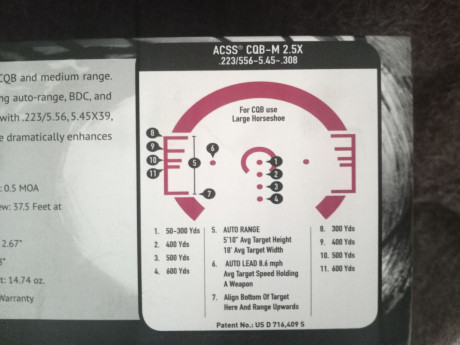 ACSS® CQB-M 2.5X
.223/556-5.45-.308
CQB and medium range.
ng auto-range, BDC, and
with .223/5.56, 5.45X39,
e dramatically enhances
: 0.5 MOA
ew: 37.5 Feet at
2.67"
8"
t: 14.74 oz.
Warranty
For CQB use
Large Horseshoe
8
9
10
11
5
6
7
1
2
3
4
1. 50-300 Yds
2. 400 Yds
3. 500 Yds
4. 600 Yds
5. AUTO RANGE
5'10" Avg Target Height
18' Avg Target Width
6. AUTO LEAD 8.6 mph
Avg Target Speed Holding
A Weapon
7. Align Bottom Of Target
Here And Range Upwards
8. 300 Yds
9. 400 Yds
10. 500 Yds
11. 600 Yds
Patent No.: US D 716,409 S